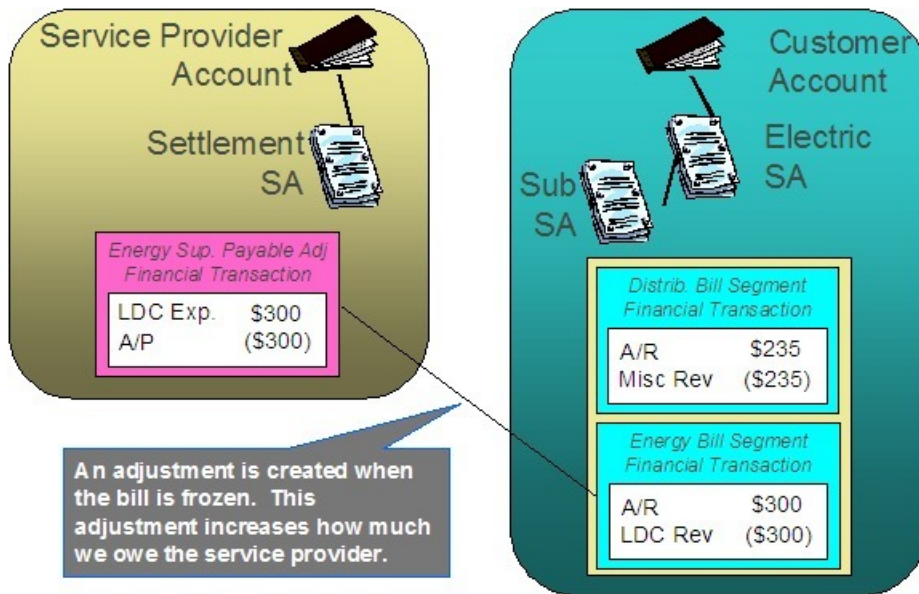 Service Provider
Account
Settlement
SA
Energy Sup. Payable Adj
Financial Transaction
LDC Exp. $300
A/P ($300)
An adjustment is created when
the bill is frozen. This
adjustment increases how much
we owe the service provider.
Customer
Account
Electric
SA
Sub
SA
Distrib. Bill Segment
Financial Transaction
A/R $235
Misc Rev ($235)
Energy Bill Segment
Financial Transaction
A/R $300
LDC Rev ($300)